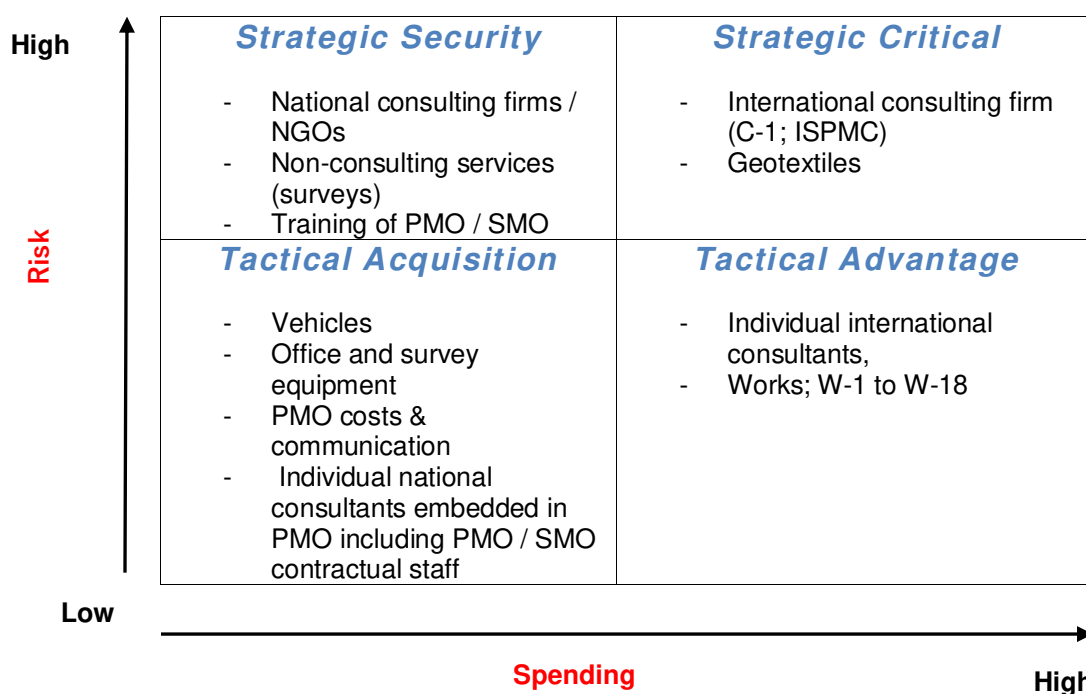 High
Strategic Security
- National consulting firms /
NGOs
- Non-consulting services
(surveys)
- Training of PMO / SMO
Strategic Critical
- International consulting firm
(C-1; ISPMC)
- Geotextiles
Risk
Tactical Acquisition
- Vehicles
- Office and survey
equipment
- PMO costs &
communication
- Individual national
consultants embedded in
PMO including PMO / SMO
contractual staff
Tactical Advantage
- Individual international
consultants,
- Works; W-1 to W-18
Low
Spending
High